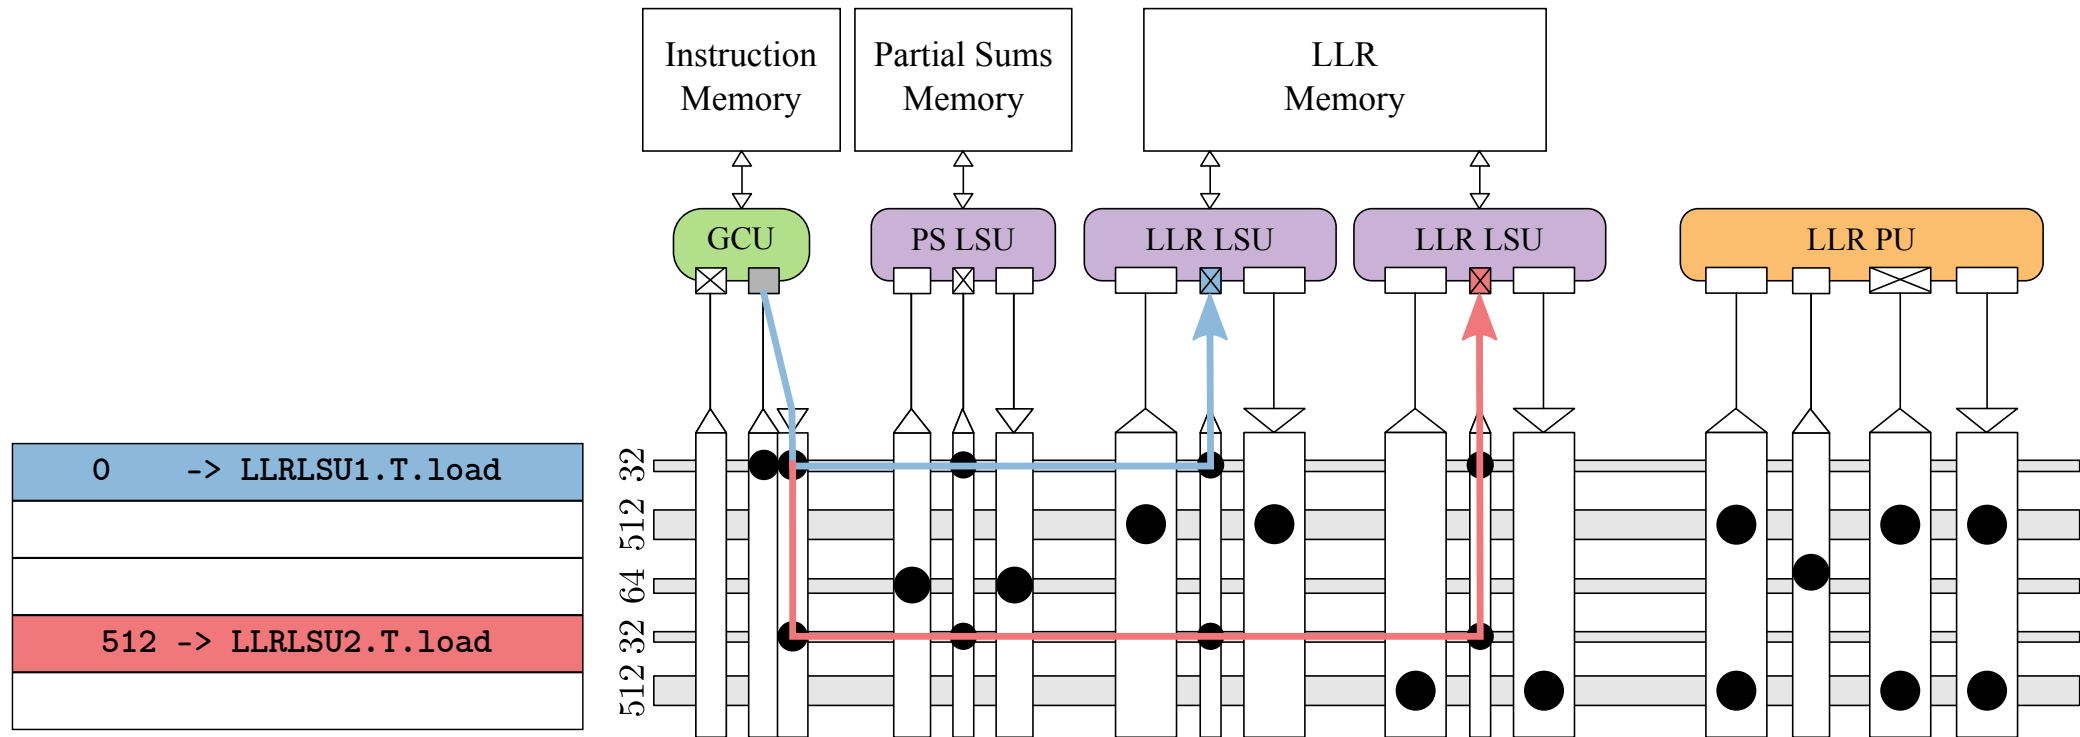 Instruction
Memory
Partial Sums
Memory
LLR
Memory
GCU
PS LSU
LLR LSU
LLR LSU
LLR PU
0 -> LLRLSU1.T.load
512 -> LLRLSU2.T.load
32
512
64
32
512